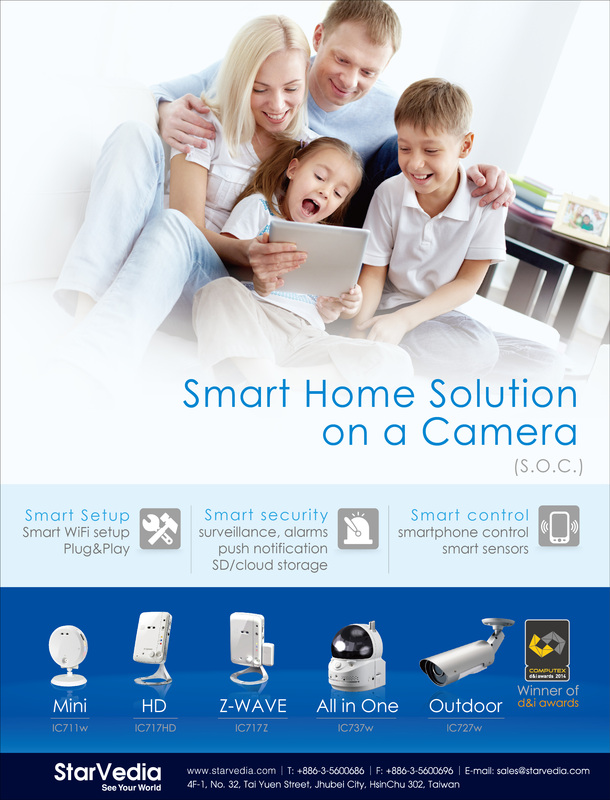 Smart Home Solution
on a Camera
(S.O.C.)
Smart Setup
Smart WiFi setup
Plug&Play
Smart security
surveillance, alarms
push notification
SD/cloud storage
Smart control
smartphone control
smart sensors
Mini
IC711w
HD
IC717HD
Z-WAVE
IC717Z
All in One
IC737w
Outdoor
IC727w
COMPUTEX
d&i awards 2014
Winner of
d&i awards
StarVedia
See Your World
www.starvedia.com | T: +886-3-5600686 | F: +886-3-5600696 | E-mail: sales@starvedia.com
4F-1, No. 32, Tai Yuen Street, Jhubei City, HsinChu 302, Taiwan